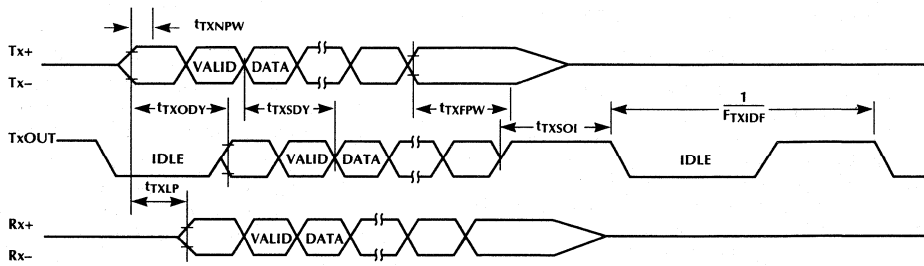 tTXNPW
Tx+
Tx–
VALID DATA
tTXODY tTXSDY tTXFPW tTXSOI 1/FTXIDF
TxOUT
IDLE VALID DATA IDLE
tTXLP
Rx+
Rx–
VALID DATA